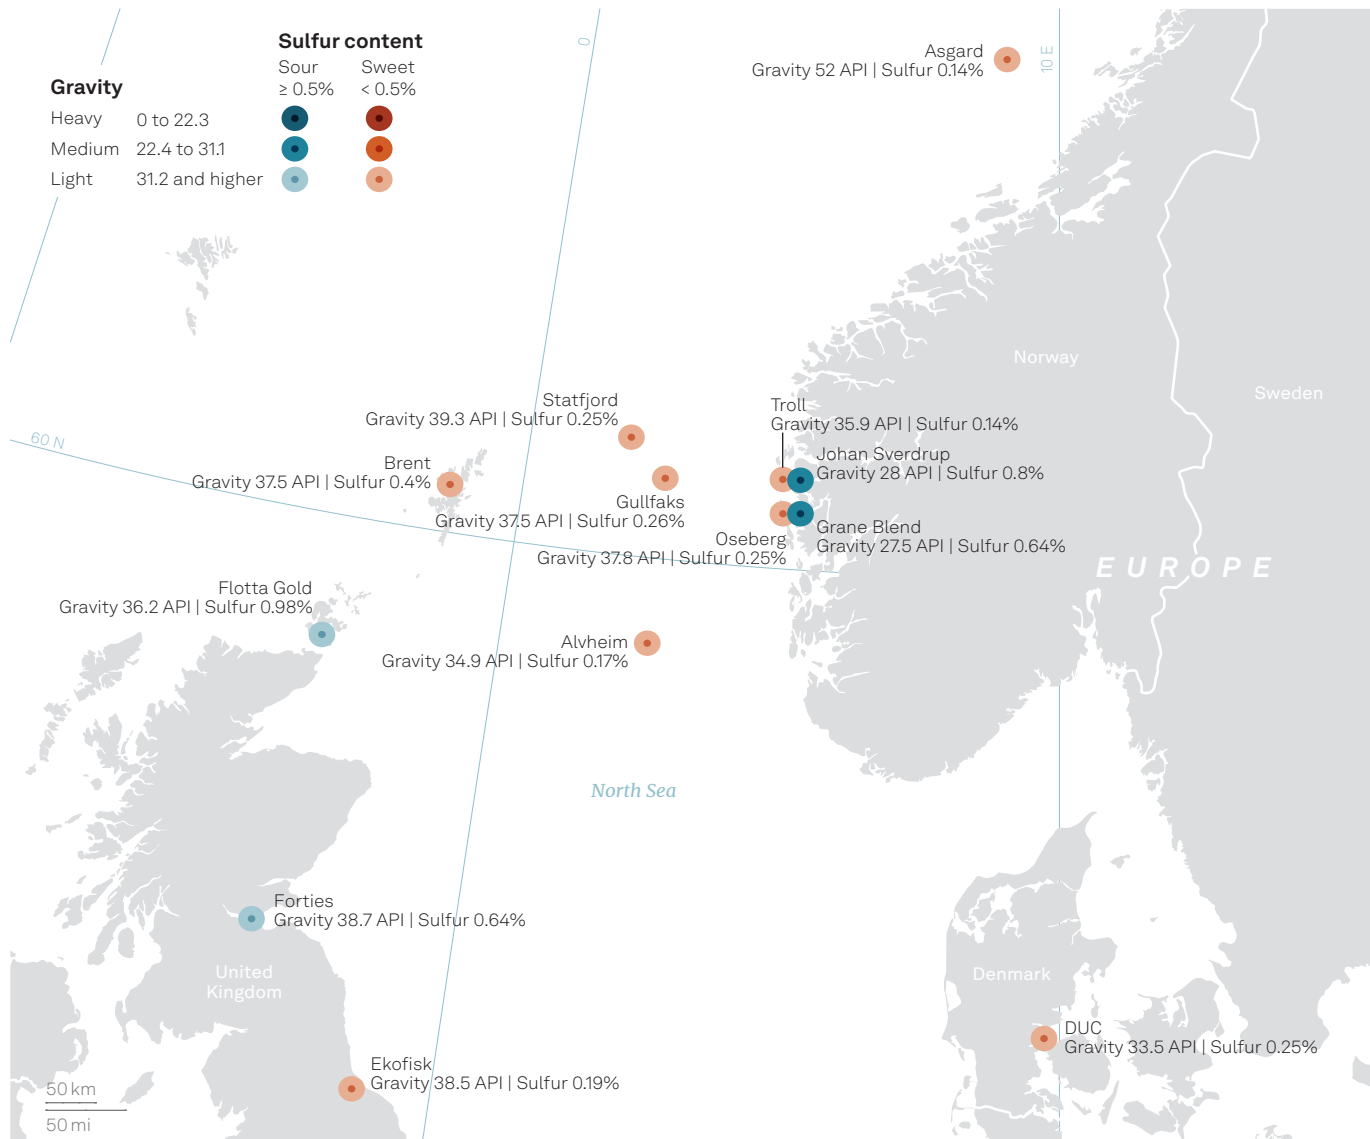 Sulfur content
Sour
≥ 0.5%
Sweet
< 0.5%
Gravity
Heavy 0 to 22.3
Medium 22.4 to 31.1
Light 31.2 and higher
0
10 E
Asgard
Gravity 52 API | Sulfur 0.14%
Norway
Sweden
Statfjord
Gravity 39.3 API | Sulfur 0.25%
Troll
Gravity 35.9 API | Sulfur 0.14%
60 N
Brent
Gravity 37.5 API | Sulfur 0.4%
Johan Sverdrup
Gravity 28 API | Sulfur 0.8%
Gullfaks
Gravity 37.5 API | Sulfur 0.26%
Oseberg
Gravity 37.8 API | Sulfur 0.25%
Grane Blend
Gravity 27.5 API | Sulfur 0.64%
EUROPE
Flotta Gold
Gravity 36.2 API | Sulfur 0.98%
Alvheim
Gravity 34.9 API | Sulfur 0.17%
North Sea
Forties
Gravity 38.7 API | Sulfur 0.64%
United
Kingdom
Denmark
DUC
Gravity 33.5 API | Sulfur 0.25%
Ekofisk
Gravity 38.5 API | Sulfur 0.19%
50 km
50 mi